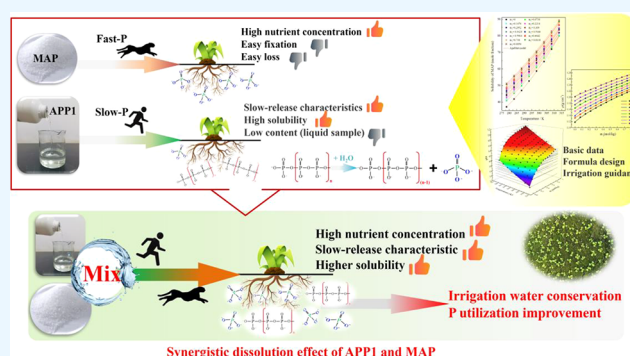 MAP
Fast-P
High nutrient concentration
Easy fixation
Easy loss
APP1
Slow-P
Slow-release characteristics
High solubility
Low content (liquid sample)
+ H₂O
+
Basic data
Formula design
Irrigation guidance
Mix
High nutrient concentration
Slow-release characteristic
Higher solubility
Irrigation water conservation
P utilization improvement
Synergistic dissolution effect of APP1 and MAP